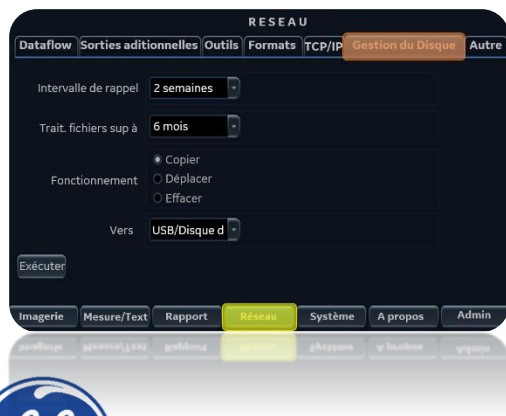 RESEAU
Dataflow Sorties aditionnelles Outils Formats TCP/IP Gestion du Disque Autre
Intervalle de rappel 2 semaines
Trait. fichiers sup à 6 mois
Copier
Fonctionnement Déplacer
Effacer
Vers USB/Disque d
Exécuter
Imagerie Mesure/Text Rapport Réseau Système A propos Admin